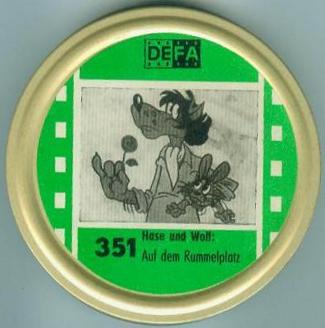 DEFA
Hase und Wolf:
351 Auf dem Rummelplatz